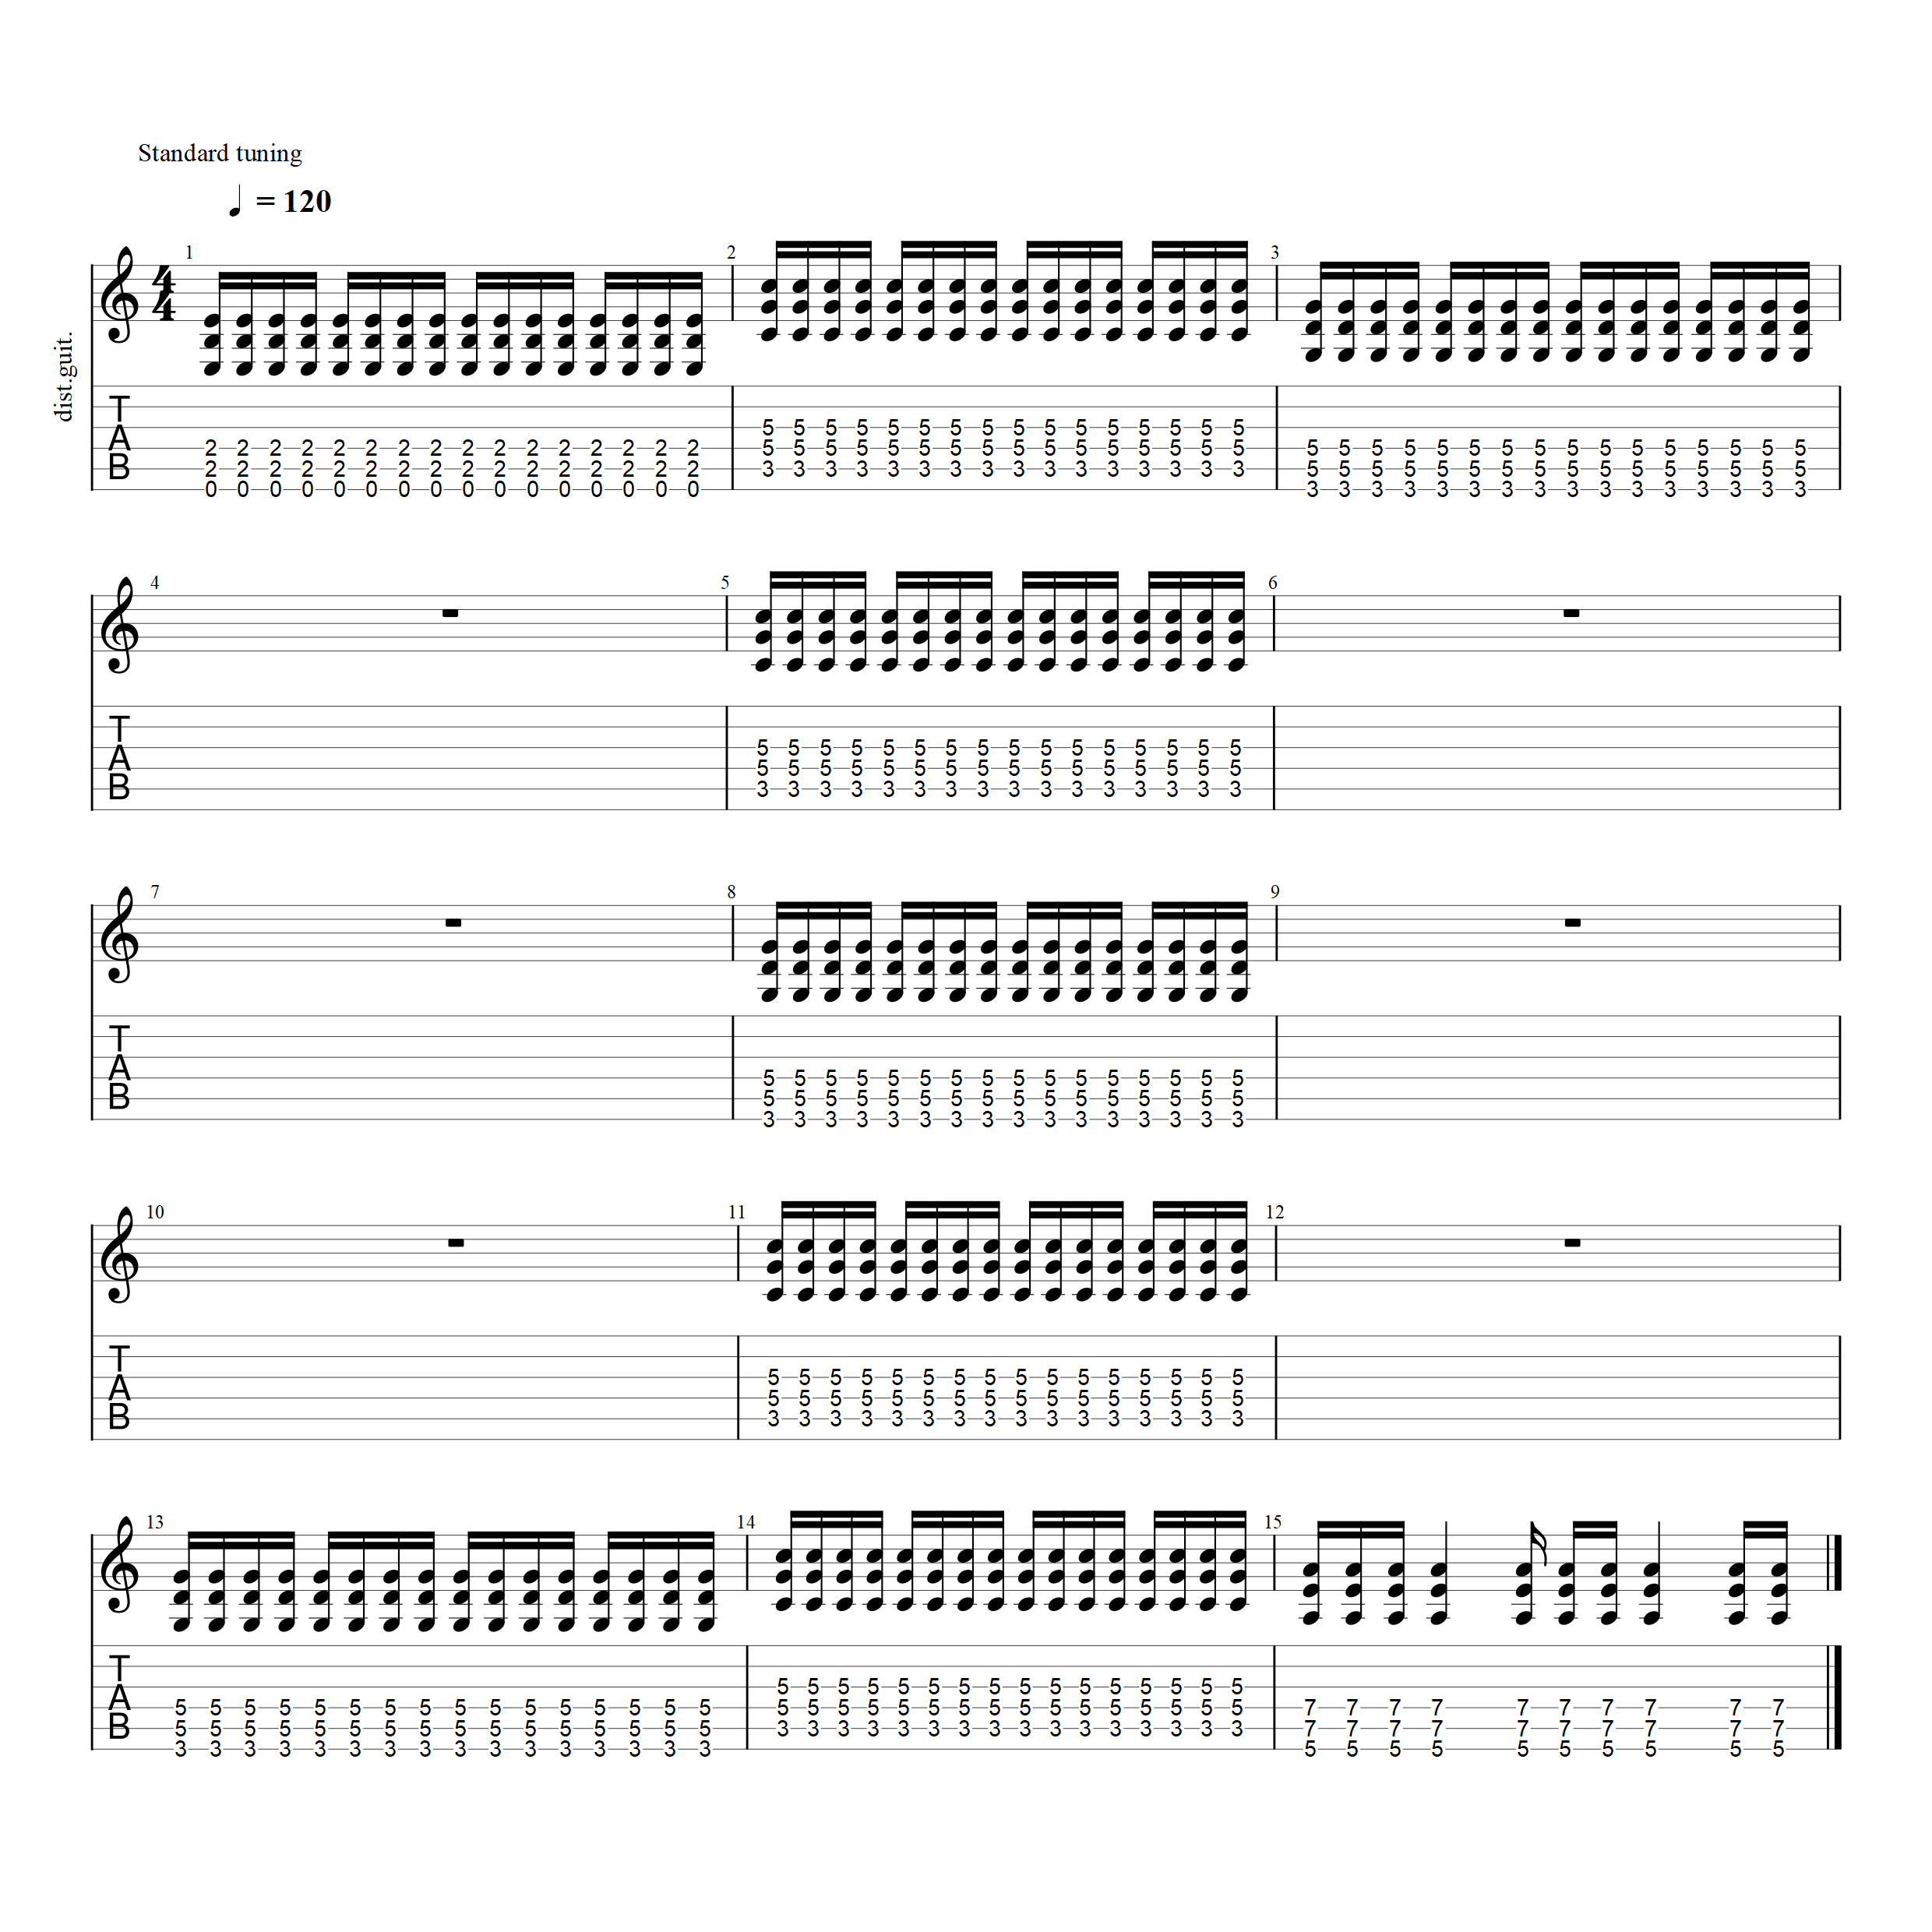 Standard tuning
= 120
dist.guit.
1 2 3
4 4
T A B
2 2 2 2 2 2 2 2 2 2 2 2 2 2 2 2
2 2 2 2 2 2 2 2 2 2 2 2 2 2 2 2
0 0 0 0 0 0 0 0 0 0 0 0 0 0 0 0
5 5 5 5 5 5 5 5 5 5 5 5 5 5 5 5
5 5 5 5 5 5 5 5 5 5 5 5 5 5 5 5
3 3 3 3 3 3 3 3 3 3 3 3 3 3 3 3
5 5 5 5 5 5 5 5 5 5 5 5 5 5 5 5
5 5 5 5 5 5 5 5 5 5 5 5 5 5 5 5
3 3 3 3 3 3 3 3 3 3 3 3 3 3 3 3
4 5 6
T A B
5 5 5 5 5 5 5 5 5 5 5 5 5 5 5 5
5 5 5 5 5 5 5 5 5 5 5 5 5 5 5 5
3 3 3 3 3 3 3 3 3 3 3 3 3 3 3 3
7 8 9
T A B
5 5 5 5 5 5 5 5 5 5 5 5 5 5 5 5
5 5 5 5 5 5 5 5 5 5 5 5 5 5 5 5
3 3 3 3 3 3 3 3 3 3 3 3 3 3 3 3
10 11 12
T A B
5 5 5 5 5 5 5 5 5 5 5 5 5 5 5 5
5 5 5 5 5 5 5 5 5 5 5 5 5 5 5 5
3 3 3 3 3 3 3 3 3 3 3 3 3 3 3 3
13 14 15
T A B
5 5 5 5 5 5 5 5 5 5 5 5 5 5 5 5
5 5 5 5 5 5 5 5 5 5 5 5 5 5 5 5
3 3 3 3 3 3 3 3 3 3 3 3 3 3 3 3
5 5 5 5 5 5 5 5 5 5 5 5 5 5 5 5
5 5 5 5 5 5 5 5 5 5 5 5 5 5 5 5
3 3 3 3 3 3 3 3 3 3 3 3 3 3 3 3
7 7 7 7 7 7 7 7 7 7
7 7 7 7 7 7 7 7 7 7
5 5 5 5 5 5 5 5 5 5